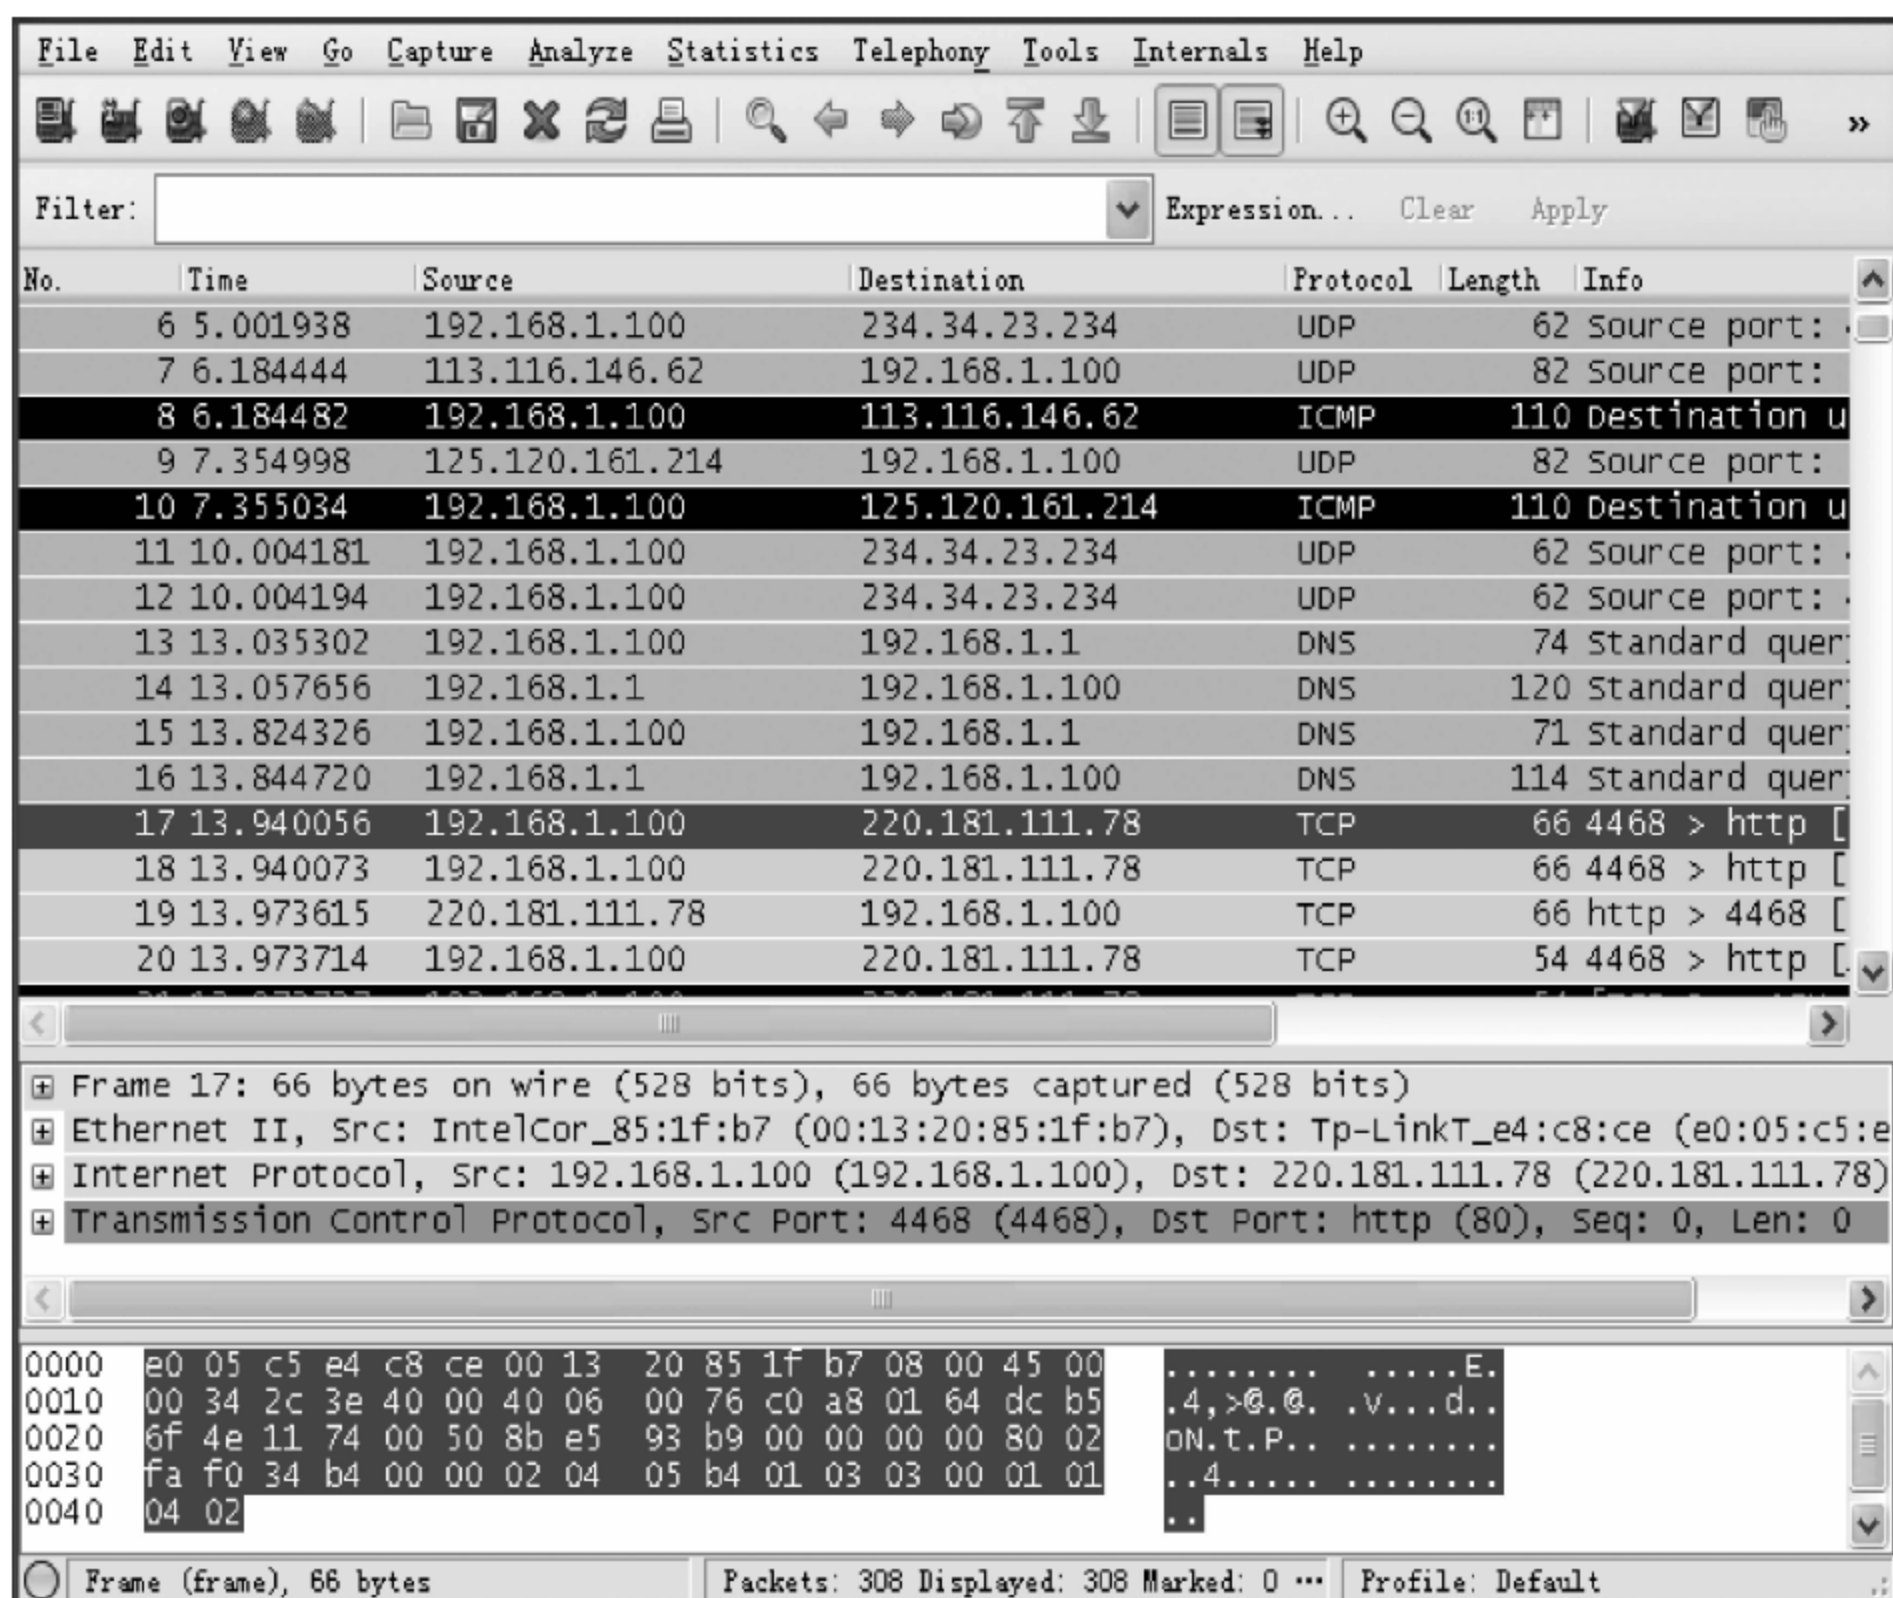 File Edit View Go Capture Analyze Statistics Telephony Tools Internals Help
Filter: Expression... Clear Apply
No. Time Source Destination Protocol Length Info
6 5.001938 192.168.1.100 234.34.23.234 UDP 62 Source port:
7 6.184444 113.116.146.62 192.168.1.100 UDP 82 Source port:
8 6.184482 192.168.1.100 113.116.146.62 ICMP 110 Destination u
9 7.354998 125.120.161.214 192.168.1.100 UDP 82 Source port:
10 7.355034 192.168.1.100 125.120.161.214 ICMP 110 Destination u
11 10.004181 192.168.1.100 234.34.23.234 UDP 62 Source port:
12 10.004194 192.168.1.100 234.34.23.234 UDP 62 Source port:
13 13.035302 192.168.1.100 192.168.1.1 DNS 74 Standard quer
14 13.057656 192.168.1.1 192.168.1.100 DNS 120 Standard quer
15 13.824326 192.168.1.100 192.168.1.1 DNS 71 Standard quer
16 13.844720 192.168.1.1 192.168.1.100 DNS 114 Standard quer
17 13.940056 192.168.1.100 220.181.111.78 TCP 66 4468 > http [
18 13.940073 192.168.1.100 220.181.111.78 TCP 66 4468 > http [
19 13.973615 220.181.111.78 192.168.1.100 TCP 66 http > 4468 [
20 13.973714 192.168.1.100 220.181.111.78 TCP 54 4468 > http [
Frame 17: 66 bytes on wire (528 bits), 66 bytes captured (528 bits)
Ethernet II, Src: IntelCor_85:1f:b7 (00:13:20:85:1f:b7), Dst: Tp-LinkT_e4:c8:ce (e0:05:c5:e
Internet Protocol, Src: 192.168.1.100 (192.168.1.100), Dst: 220.181.111.78 (220.181.111.78)
Transmission Control Protocol, Src Port: 4468 (4468), Dst Port: http (80), Seq: 0, Len: 0
0000 e0 05 c5 e4 c8 ce 00 13 20 85 1f b7 08 00 45 00 ........ .....E.
0010 00 34 2c 3e 40 00 40 06 00 76 c0 a8 01 64 dc b5 .4,>@.@. .v...d..
0020 6f 4e 11 74 00 50 8b e5 93 b9 00 00 00 00 80 02 oN.t.P.. ........
0030 fa f0 34 b4 00 00 02 04 05 b4 01 03 03 00 01 01 ..4..... ........
0040 04 02 ..
Frame (frame), 66 bytes Packets: 308 Displayed: 308 Marked: 0 ··· Profile: Default